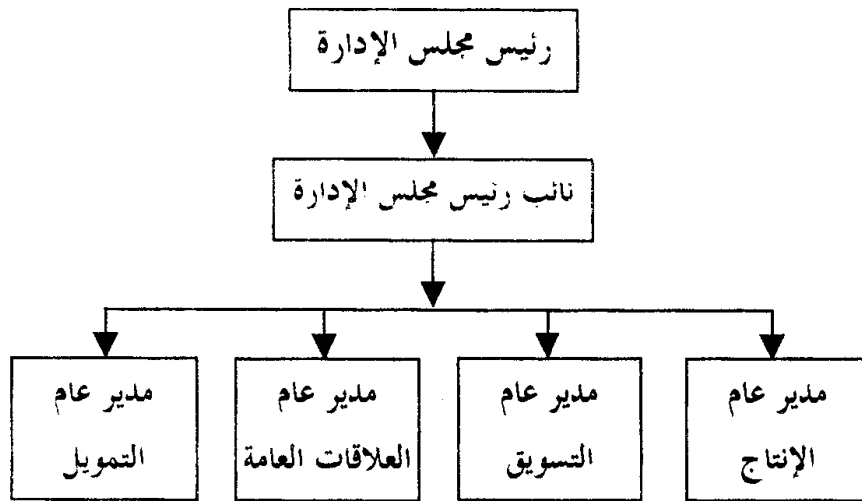 رئيس مجلس الإدارة
نائب رئيس مجلس الإدارة
مدير عام
الإنتاج
مدير عام
التسويق
مدير عام
العلاقات العامة
مدير عام
التمويل